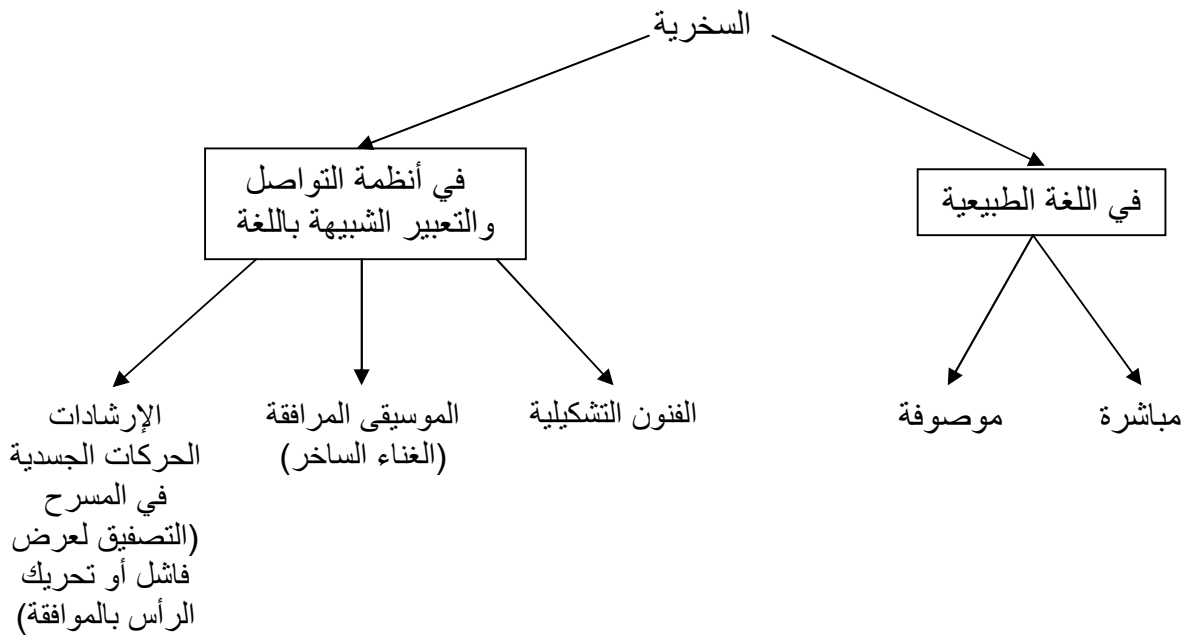 السخرية
في اللغة الطبيعية
في أنظمة التواصل
والتعبير الشبيهة باللغة
مباشرة
موصوفة
الفنون التشكيلية
الموسيقى المرافقة
(الغناء الساخر)
الإرشادات
الحركات الجسدية
في المسرح
(التصفيق لعرض
فاشل أو تحريك
الرأس بالموافقة)